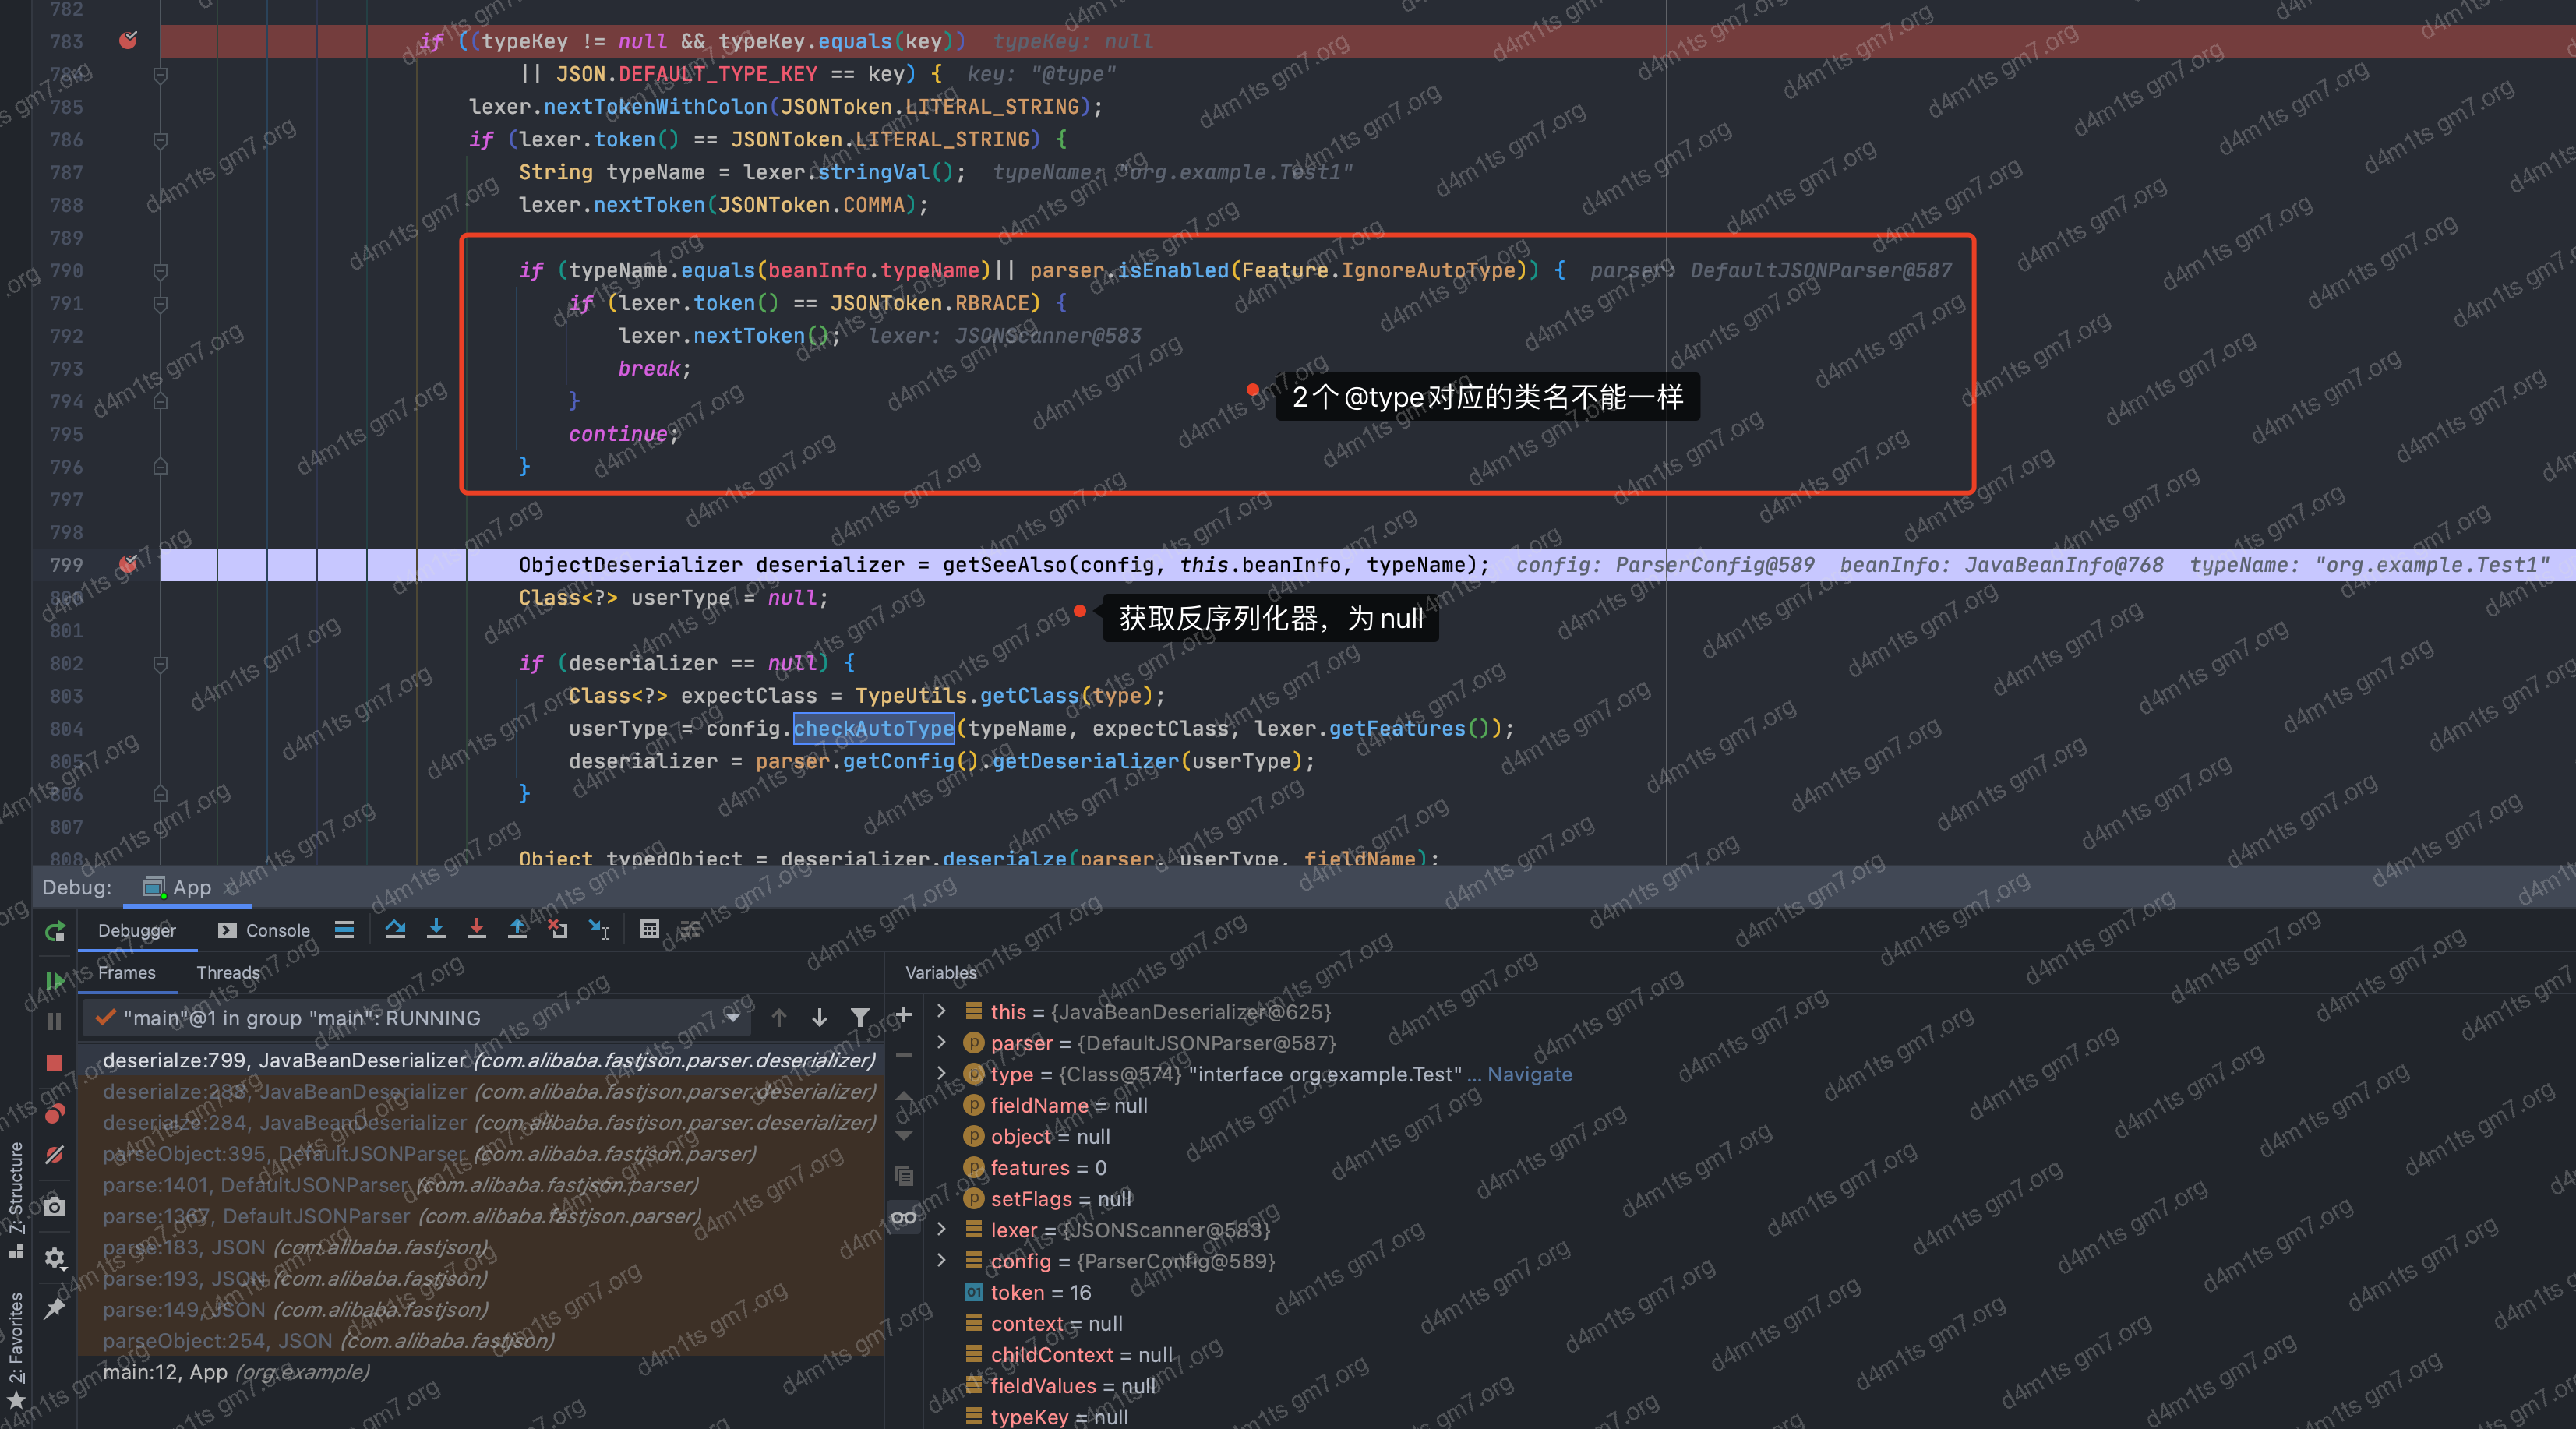 782
783 if ((typeKey != null && typeKey.equals(key)) typeKey: null
784 || JSON.DEFAULT_TYPE_KEY == key) { key: "@type"
785 lexer.nextTokenWithColon(JSONToken.LITERAL_STRING);
786 if (lexer.token() == JSONToken.LITERAL_STRING) {
787 String typeName = lexer.stringVal(); typeName: "org.example.Test1"
788 lexer.nextToken(JSONToken.COMMA);
789
790 if (typeName.equals(beanInfo.typeName)|| parser.isEnabled(Feature.IgnoreAutoType)) { parser: DefaultJSONParser@587
791 if (lexer.token() == JSONToken.RBRACE) {
792 lexer.nextToken(); lexer: JSONScanner@583
793 break;
794 }
2个@type对应的类名不能一样
795 continue;
796 }
797
798
799 ObjectDeserializer deserializer = getSeeAlso(config, this.beanInfo, typeName); config: ParserConfig@589 beanInfo: JavaBeanInfo@768 typeName: "org.example.Test1"
800 Class<?> userType = null;
获取反序列化器，为null
801
802 if (deserializer == null) {
803 Class<?> expectClass = TypeUtils.getClass(type);
804 userType = config.checkAutoType(typeName, expectClass, lexer.getFeatures());
805 deserializer = parser.getConfig().getDeserializer(userType);
806 }
807
808 Object typedObject = deserializer.deserialze(parser, userType, fieldName);
Debug: App
Debugger Console
Frames Threads
"main"@1 in group "main": RUNNING
deserialze:799, JavaBeanDeserializer (com.alibaba.fastjson.parser.deserializer)
deserialze:288, JavaBeanDeserializer (com.alibaba.fastjson.parser.deserializer)
deserialze:284, JavaBeanDeserializer (com.alibaba.fastjson.parser.deserializer)
parseObject:395, DefaultJSONParser (com.alibaba.fastjson.parser)
parse:1401, DefaultJSONParser (com.alibaba.fastjson.parser)
parse:1367, DefaultJSONParser (com.alibaba.fastjson.parser)
parse:183, JSON (com.alibaba.fastjson)
parse:193, JSON (com.alibaba.fastjson)
parse:149, JSON (com.alibaba.fastjson)
parseObject:254, JSON (com.alibaba.fastjson)
main:12, App (org.example)
Variables
this = {JavaBeanDeserializer@625}
parser = {DefaultJSONParser@587}
type = {Class@574} "interface org.example.Test" ... Navigate
fieldName = null
object = null
features = 0
setFlags = null
lexer = {JSONScanner@583}
config = {ParserConfig@589}
token = 16
context = null
childContext = null
fieldValues = null
typeKey = null
7: Structure
2: Favorites
d4m1ts gm7.org